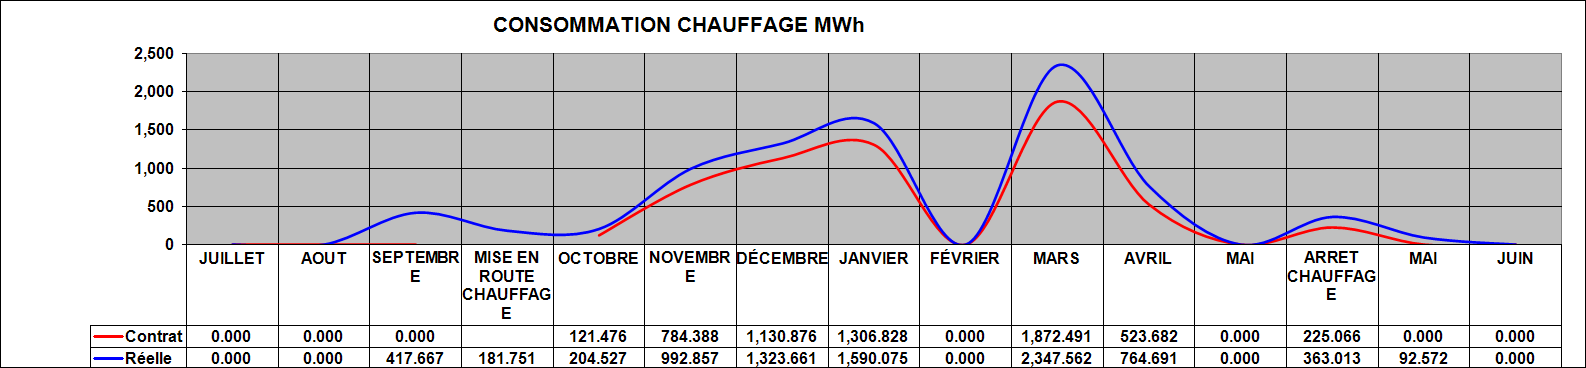 CONSOMMATION CHAUFFAGE MWh
2,500
2,000
1,500
1,000
500
0
JUILLET AOUT SEPTEMBR MISE EN OCTOBRE NOVEMBR DÉCEMBRE JANVIER FÉVRIER MARS AVRIL MAI ARRET MAI JUIN
E ROUTE E CHAUFFAG
CHAUFFAG E
E
Contrat 0.000 0.000 0.000 121.476 784.388 1,130.876 1,306.828 0.000 1,872.491 523.682 0.000 225.066 0.000 0.000
Réelle 0.000 0.000 417.667 181.751 204.527 992.857 1,323.661 1,590.075 0.000 2,347.562 764.691 0.000 363.013 92.572 0.000